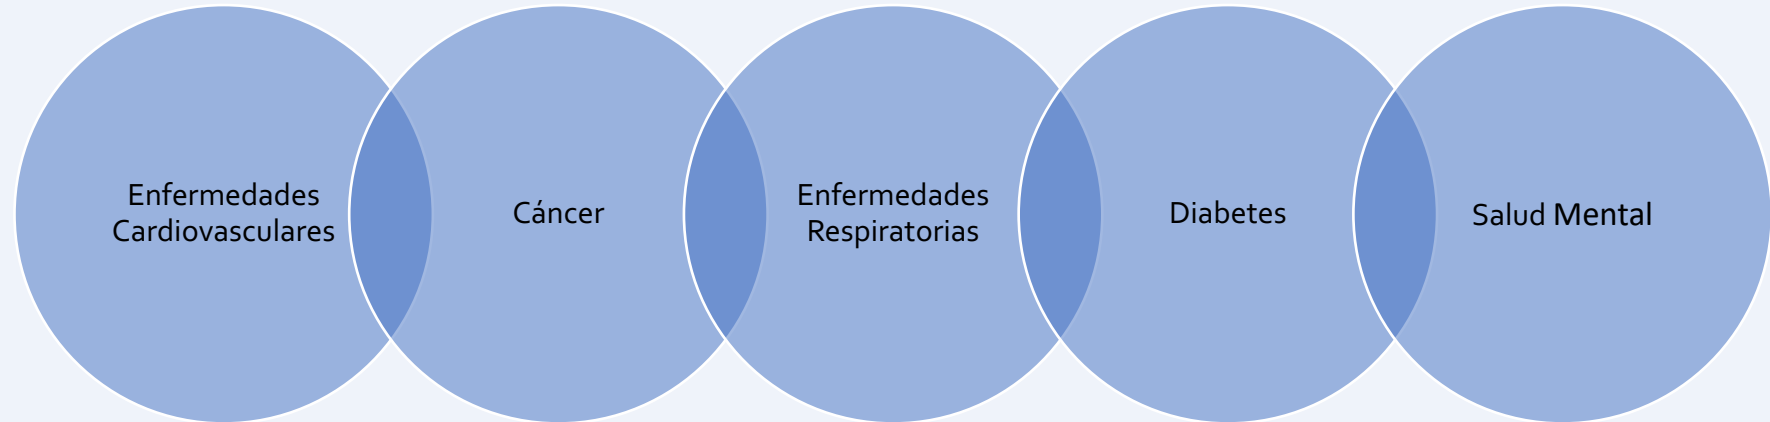 Enfermedades
Cardiovasculares
Cáncer
Enfermedades
Respiratorias
Diabetes
Salud Mental